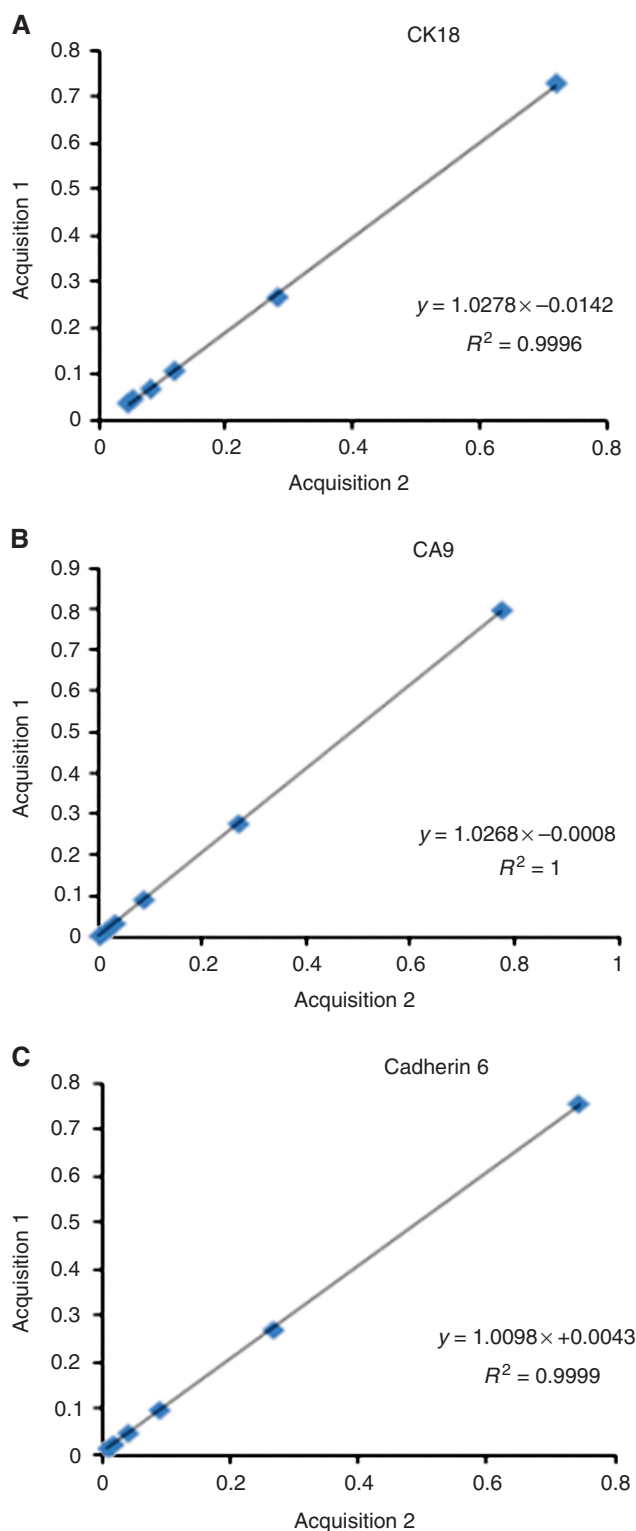 A
CK18
0.8
0.7
0.6
0.5
0.4
0.3
0.2
0.1
0
Acquisition 1
y = 1.0278×−0.0142
R² = 0.9996
0 0.2 0.4 0.6 0.8
Acquisition 2
B
CA9
0.9
0.8
0.7
0.6
0.5
0.4
0.3
0.2
0.1
0
Acquisition 1
y = 1.0268×−0.0008
R² = 1
0 0.2 0.4 0.6 0.8 1
Acquisition 2
C
Cadherin 6
0.8
0.7
0.6
0.5
0.4
0.3
0.2
0.1
0
Acquisition 1
y = 1.0098×+0.0043
R² = 0.9999
0 0.2 0.4 0.6 0.8
Acquisition 2